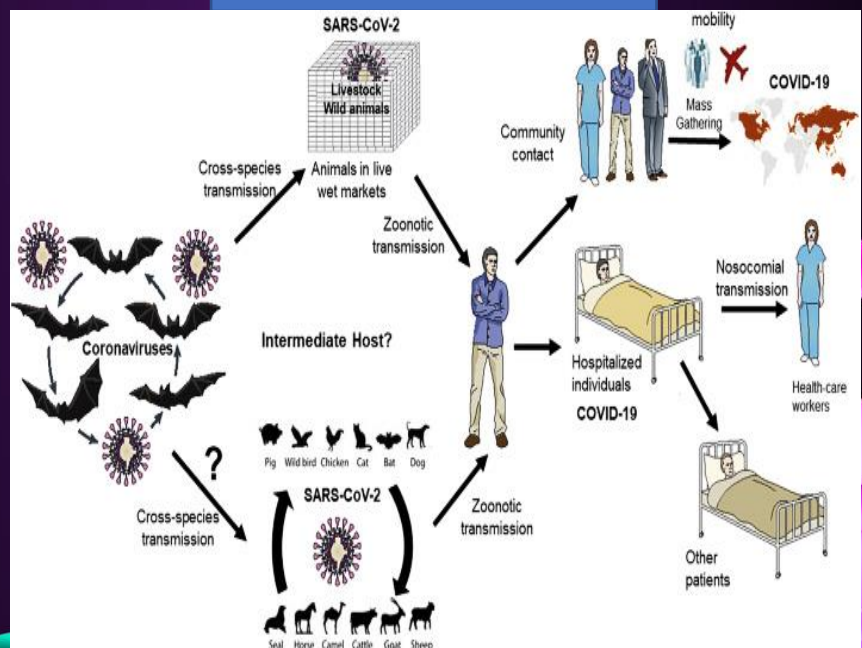 SARS-CoV-2
Livestock
Wild animals
Cross-species
transmission
Animals in live
wet markets
Zoonotic
transmission
mobility
Mass
Gathering
COVID-19
Community
contact
Coronaviruses
Intermediate Host?
Hospitalized
individuals
COVID-19
Nosocomial
transmission
Health-care
workers
?
Cross-species
transmission
Pig Wild bird Chicken Cat Bat Dog
SARS-CoV-2
Zoonotic
transmission
Other
patients
Seal Horse Camel Cattle Goat Sheep